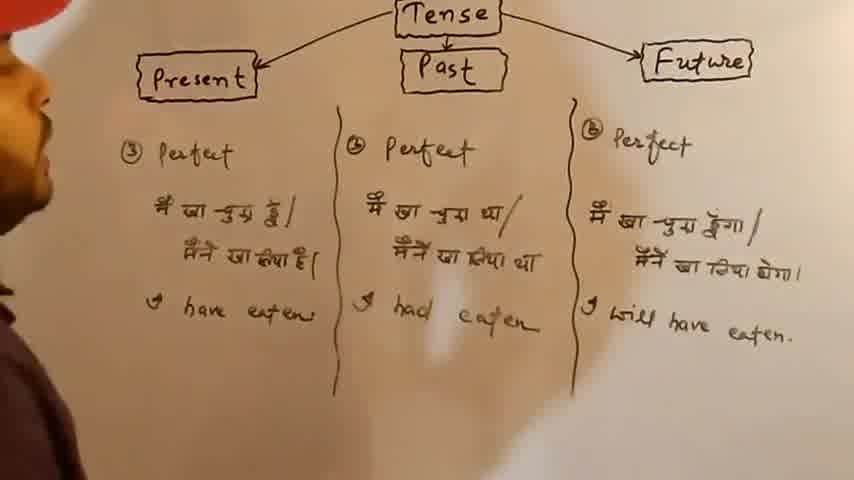 Tense
Present
Past
Future
③ Perfect
मैं खा चुका हूँ/
मैंने खा लिया है।
I have eaten.
③ Perfect
मैं खा चुका था/
मैंने खा लिया था
I had eaten
③ Perfect
मैं खा चुका हूँगा/
मैंने खा लिया होगा।
I will have eaten.